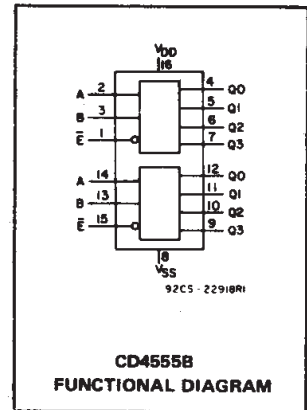 VDD
16
A 2
B 3
E̅ 1
4 Q0
5 Q1
6 Q2
7 Q3
A 14
B 13
E̅ 15
12 Q0
11 Q1
10 Q2
9 Q3
8
VSS
92CS-22918R1
CD4555B
FUNCTIONAL DIAGRAM